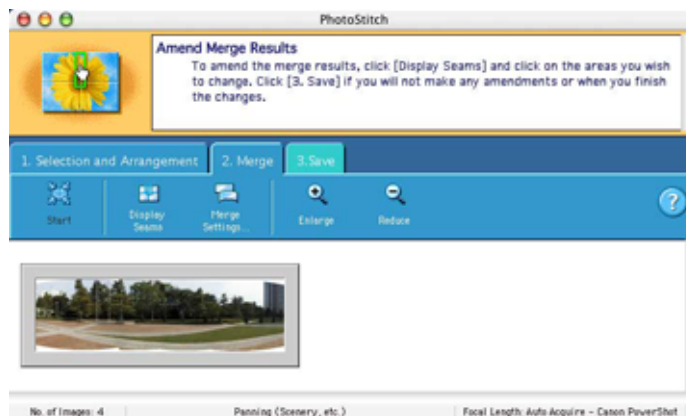 PhotoStitch
Amend Merge Results
To amend the merge results, click [Display Seams] and click on the areas you wish
to change. Click [3. Save] if you will not make any amendments or when you finish
the changes.
1. Selection and Arrangement
2. Merge
3. Save
Start
Display
Seams
Merge
Settings...
Enlarge
Reduce
?
No. of Images: 4
Panning (Scenery, etc.)
Focal Length: Auto Acquire - Canon PowerShot